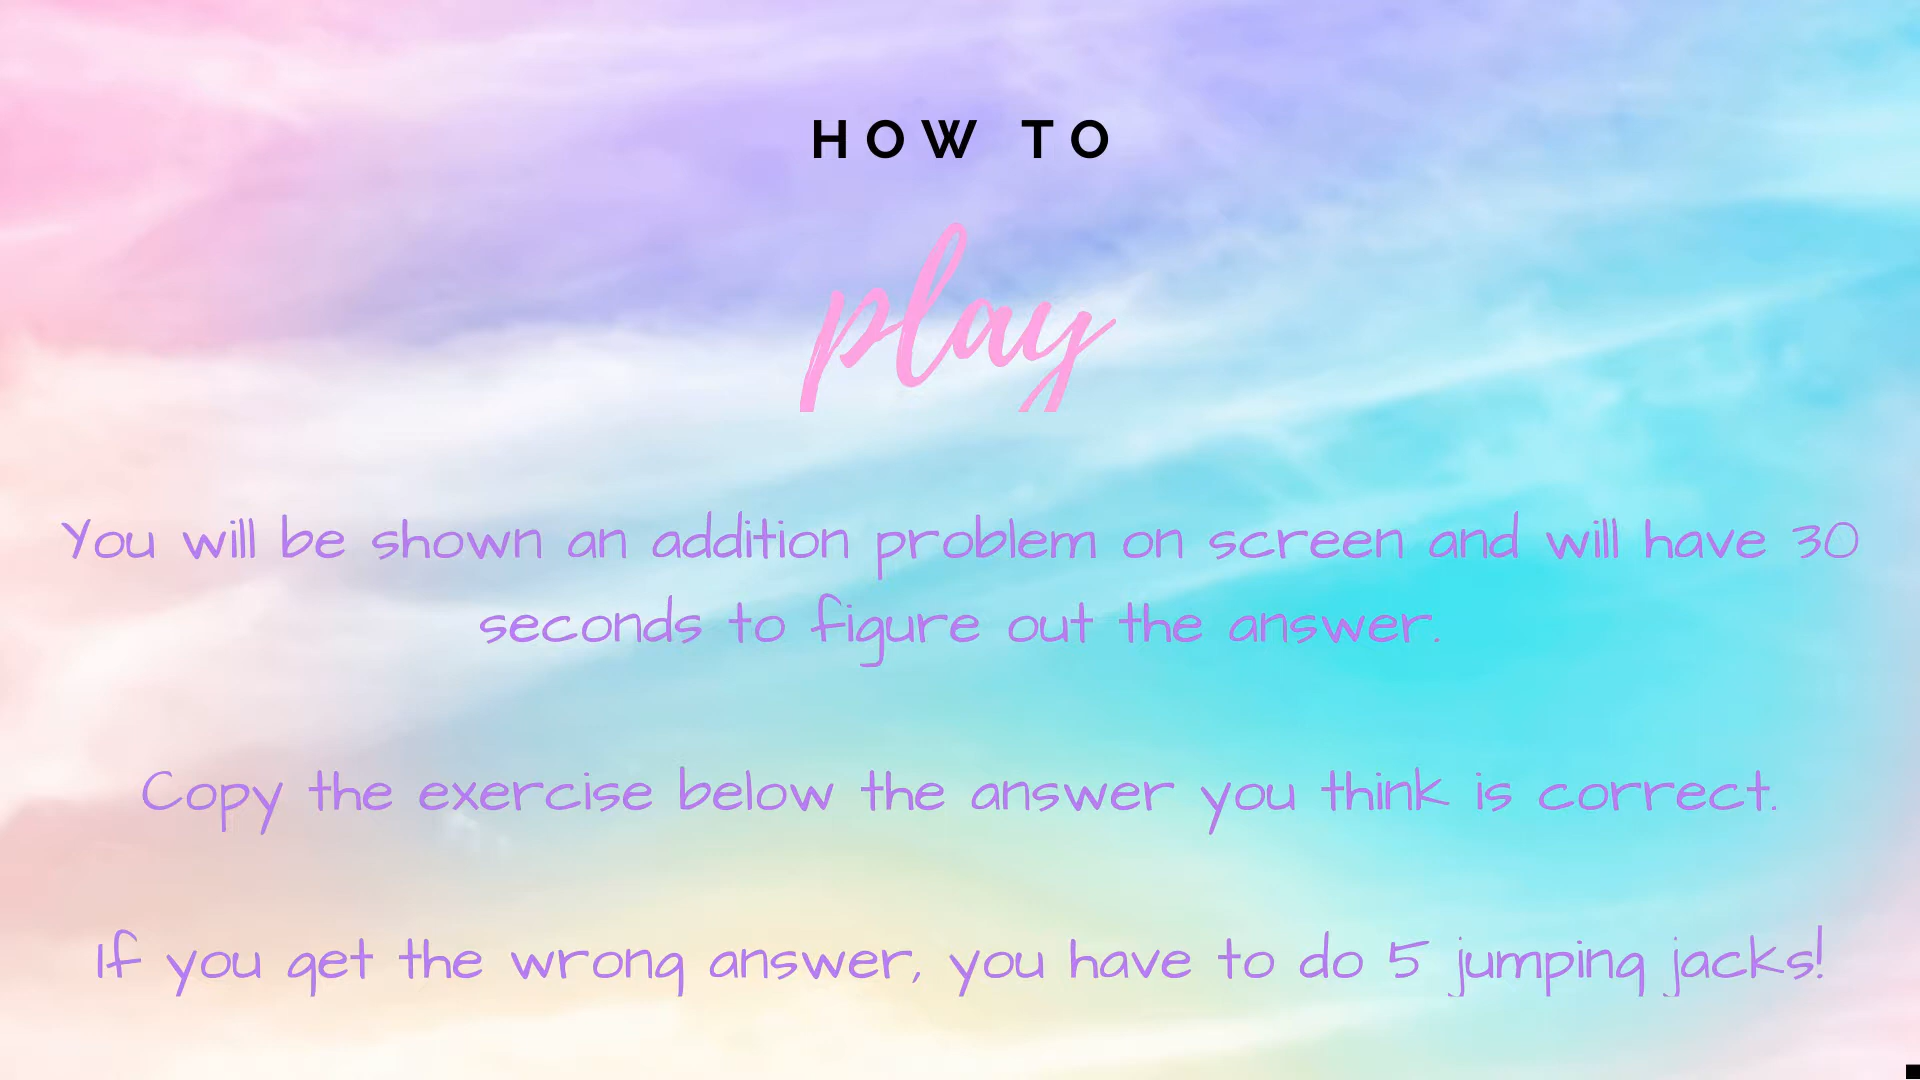 HOW TO
play
You will be shown an addition problem on screen and will have 30
seconds to figure out the answer.
Copy the exercise below the answer you think is correct.
If you get the wrong answer, you have to do 5 jumping jacks!